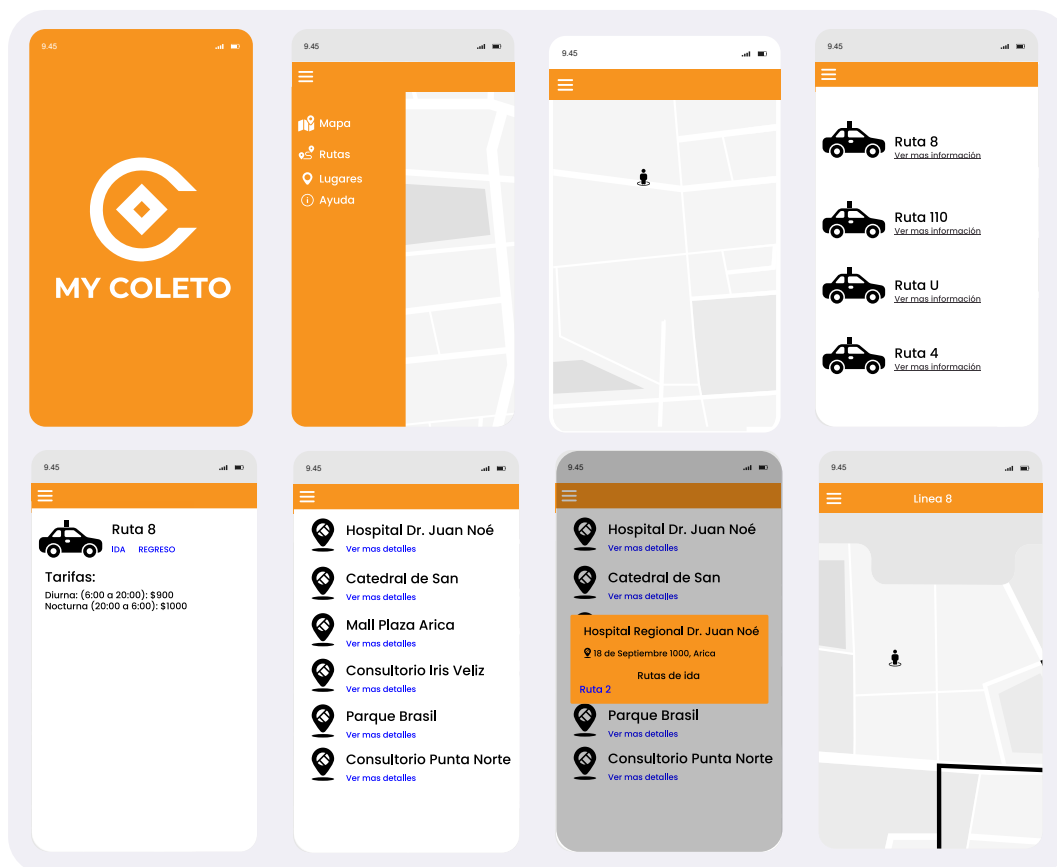 9.45
MY COLETO
9.45
Mapa
Rutas
Lugares
Ayuda
9.45
9.45
Ruta 8
Ver mas información
Ruta 110
Ver mas información
Ruta U
Ver mas información
Ruta 4
Ver mas información
9.45
Ruta 8
IDA REGRESO
Tarifas:
Diurna: (6:00 a 20:00): $900
Nocturna (20:00 a 6:00): $1000
9.45
Hospital Dr. Juan Noé
Ver mas detalles
Catedral de San
Ver mas detalles
Mall Plaza Arica
Ver mas detalles
Consultorio Iris Veliz
Ver mas detalles
Parque Brasil
Ver mas detalles
Consultorio Punta Norte
Ver mas detalles
9.45
Hospital Dr. Juan Noé
Ver mas detalles
Catedral de San
Ver mas detalles
Hospital Regional Dr. Juan Noé
18 de Septiembre 1000, Arica
Rutas de ida
Ruta 2
Parque Brasil
Ver mas detalles
Consultorio Punta Norte
Ver mas detalles
9.45
Linea 8